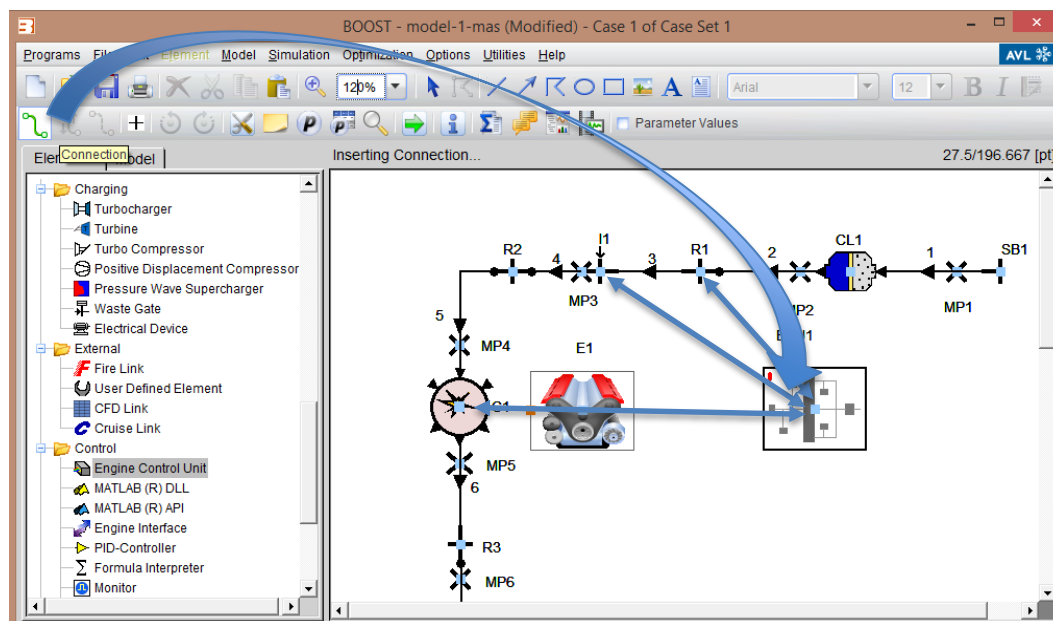 BOOST - model-1-mas (Modified) - Case 1 of Case Set 1
Programs Element Model Simulation Optimization Options Utilities Help
AVL
120% A Arial 12 B I
P P i Σ Parameter Values
Connection Model Inserting Connection... 27.5/196.667 [pt]
Charging
Turbocharger
Turbine
Turbo Compressor
Positive Displacement Compressor
Pressure Wave Supercharger
Waste Gate
Electrical Device
External
Fire Link
User Defined Element
CFD Link
Cruise Link
Control
Engine Control Unit
MATLAB (R) DLL
MATLAB (R) API
Engine Interface
PID-Controller
Formula Interpreter
Monitor
R2 I1 R1 CL1 SB1
4 3 2 1
MP3 MP1
5
MP4 E1
MP5
6
R3
MP6